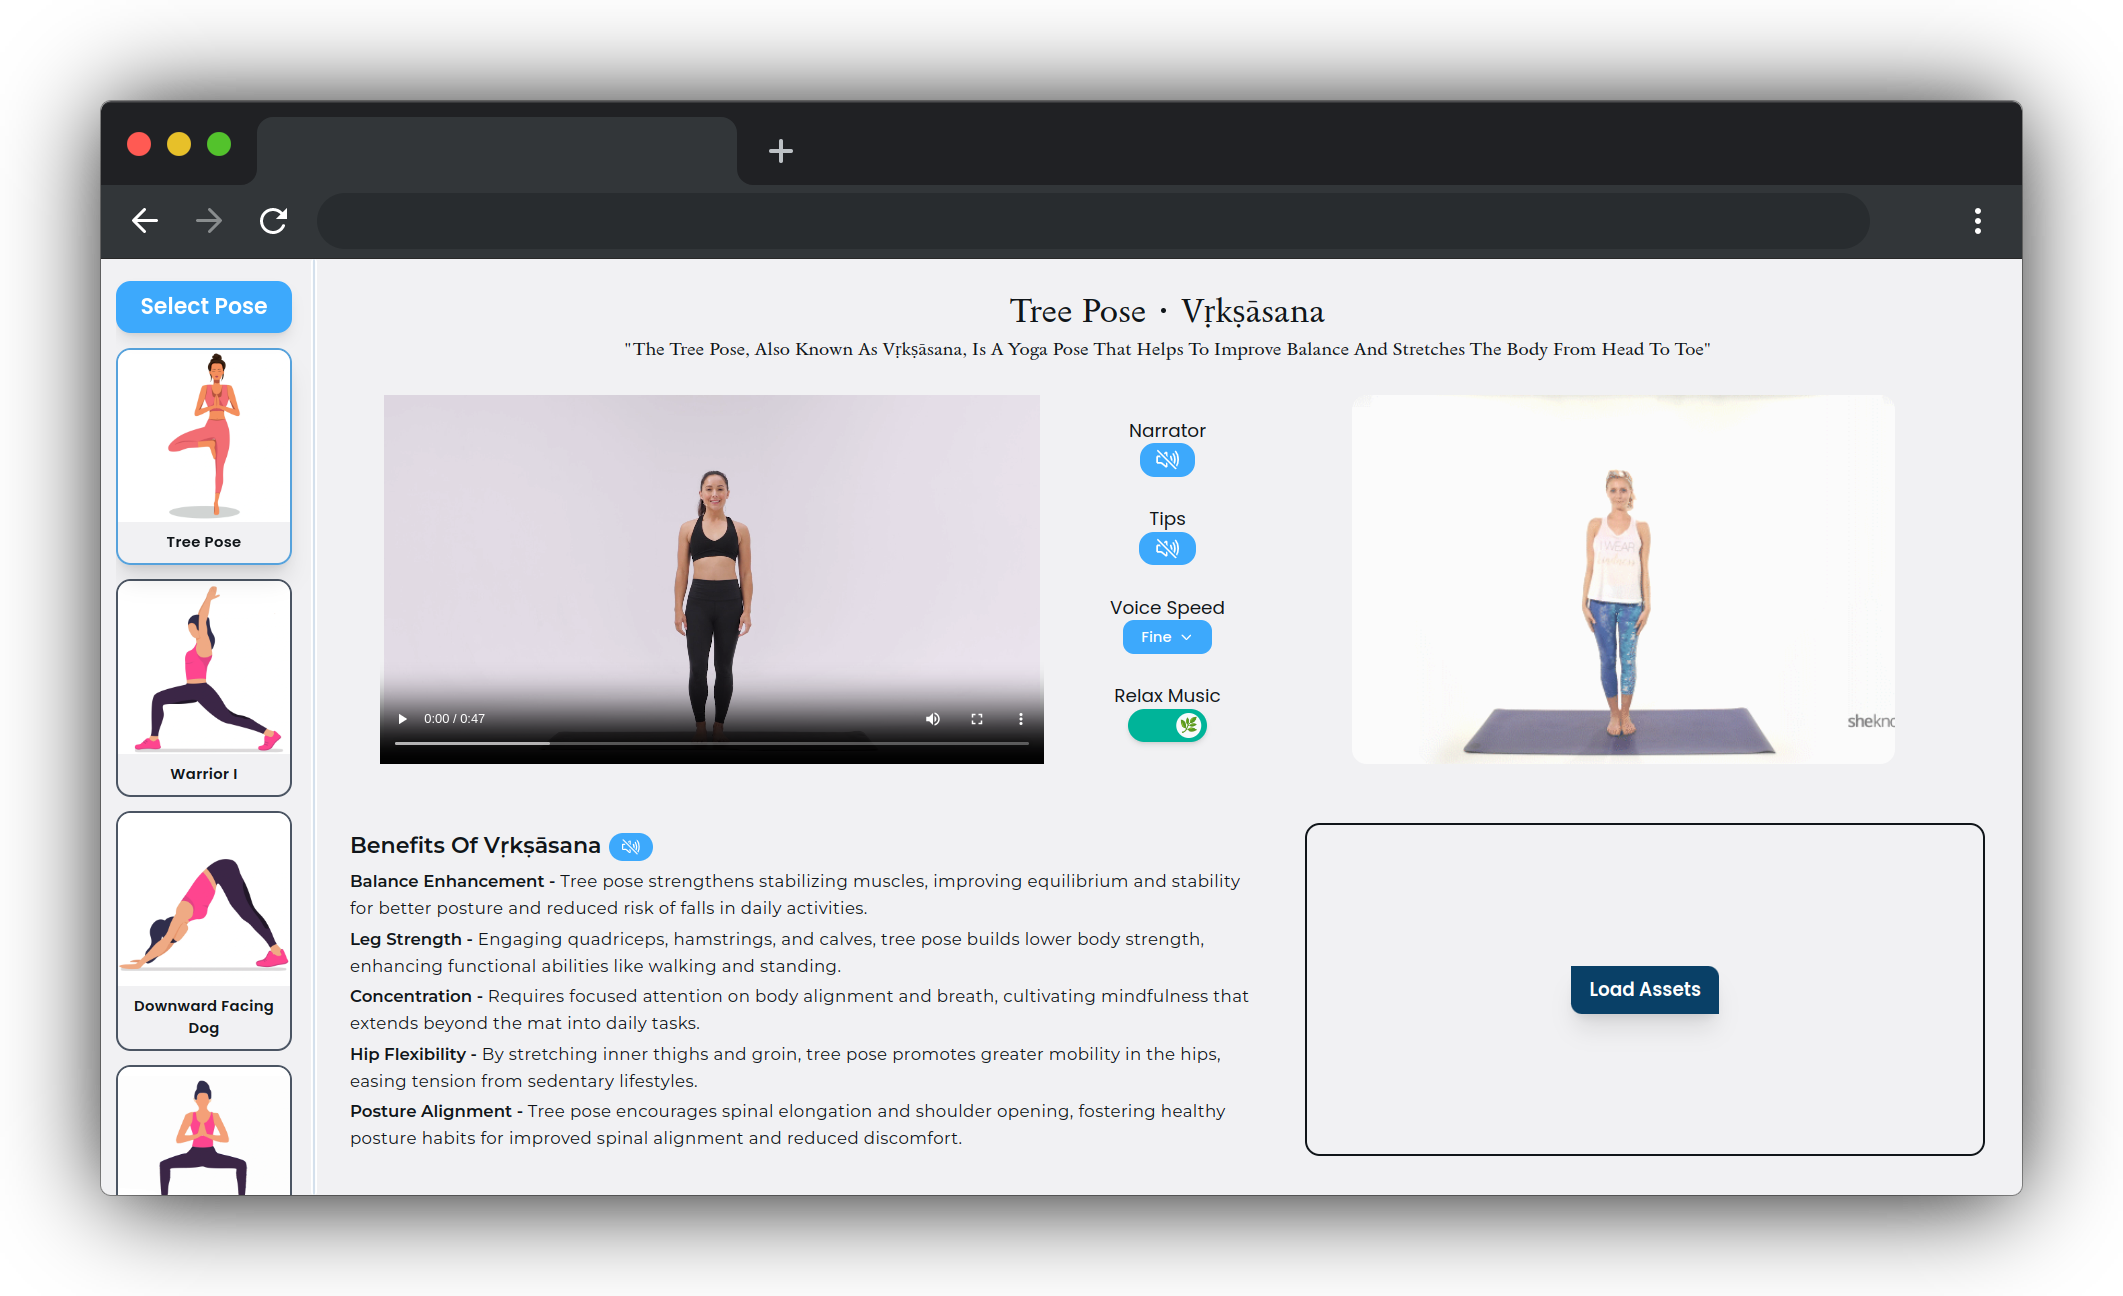 Select Pose
Tree Pose
Warrior I
Downward Facing
Dog
Tree Pose · Vṛkṣāsana
"The Tree Pose, Also Known As Vṛkṣāsana, Is A Yoga Pose That Helps To Improve Balance And Stretches The Body From Head To Toe"
0:00 / 0:47
Narrator
Tips
Voice Speed
Fine
Relax Music
I WEAR
shekno
Benefits Of Vṛkṣāsana
Balance Enhancement - Tree pose strengthens stabilizing muscles, improving equilibrium and stability
for better posture and reduced risk of falls in daily activities.
Leg Strength - Engaging quadriceps, hamstrings, and calves, tree pose builds lower body strength,
enhancing functional abilities like walking and standing.
Concentration - Requires focused attention on body alignment and breath, cultivating mindfulness that
extends beyond the mat into daily tasks.
Hip Flexibility - By stretching inner thighs and groin, tree pose promotes greater mobility in the hips,
easing tension from sedentary lifestyles.
Posture Alignment - Tree pose encourages spinal elongation and shoulder opening, fostering healthy
posture habits for improved spinal alignment and reduced discomfort.
Load Assets